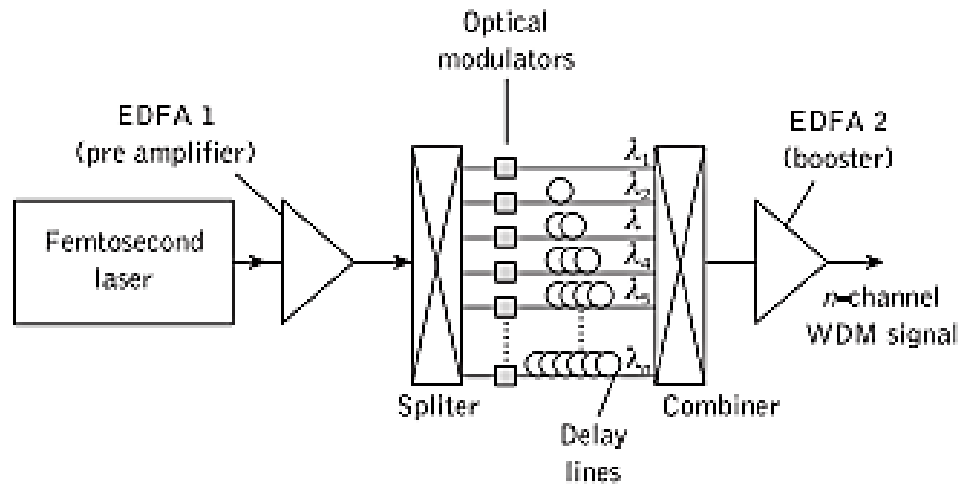 Optical
modulators
EDFA 1
(pre amplifier)
EDFA 2
(booster)
Femtosecond
laser
λ₁
λ₂
λ
λ₄
λ₅
λₙ
n-channel
WDM signal
Spliter
Combiner
Delay
lines